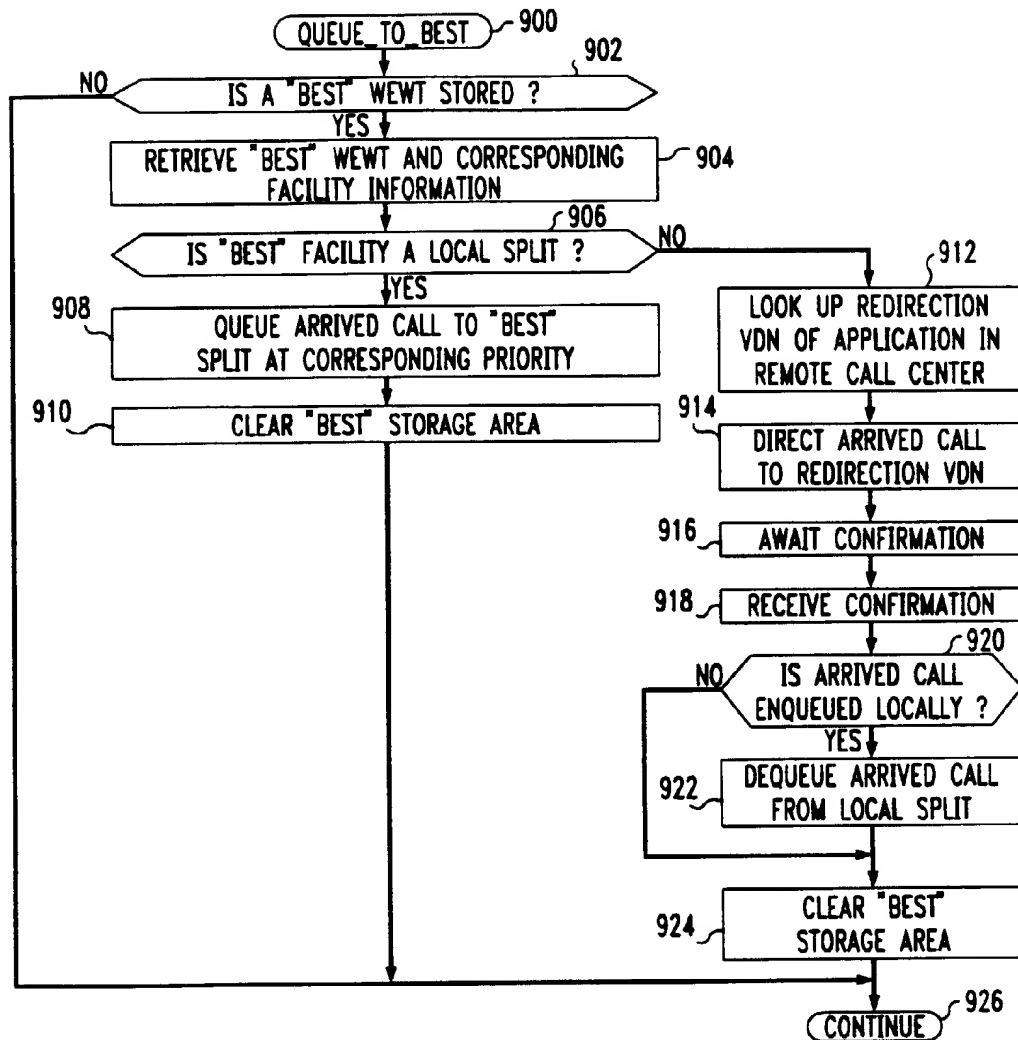 QUEUE_TO_BEST
900
902
NO
IS A "BEST" WEWT STORED ?
YES
RETRIEVE "BEST" WEWT AND CORRESPONDING
FACILITY INFORMATION
904
906
IS "BEST" FACILITY A LOCAL SPLIT ?
NO
YES
908
QUEUE ARRIVED CALL TO "BEST"
SPLIT AT CORRESPONDING PRIORITY
910
CLEAR "BEST" STORAGE AREA
912
LOOK UP REDIRECTION
VDN OF APPLICATION IN
REMOTE CALL CENTER
914
DIRECT ARRIVED CALL
TO REDIRECTION VDN
916
AWAIT CONFIRMATION
918
RECEIVE CONFIRMATION
920
NO
IS ARRIVED CALL
ENQUEUED LOCALLY ?
YES
922
DEQUEUE ARRIVED CALL
FROM LOCAL SPLIT
924
CLEAR "BEST"
STORAGE AREA
CONTINUE
926